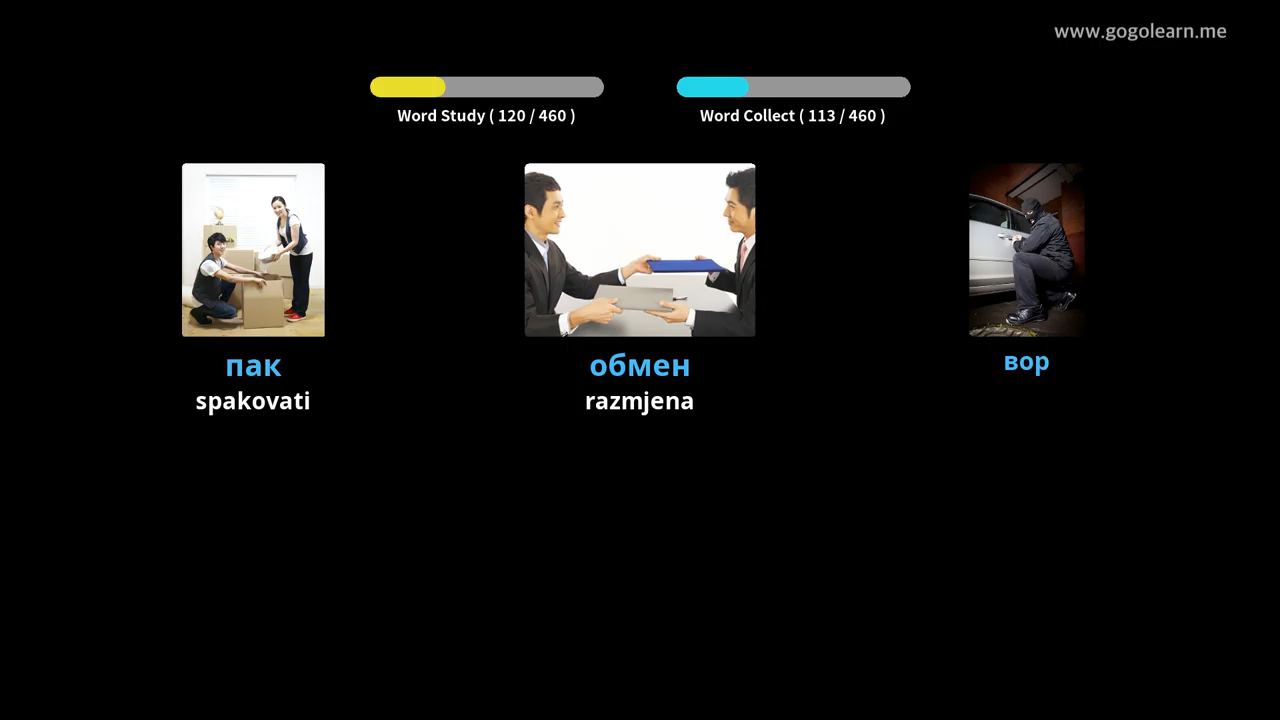 www.gogolearn.me
Word Study ( 120 / 460 )
Word Collect ( 113 / 460 )
пак
spakovati
обмен
razmjena
вор